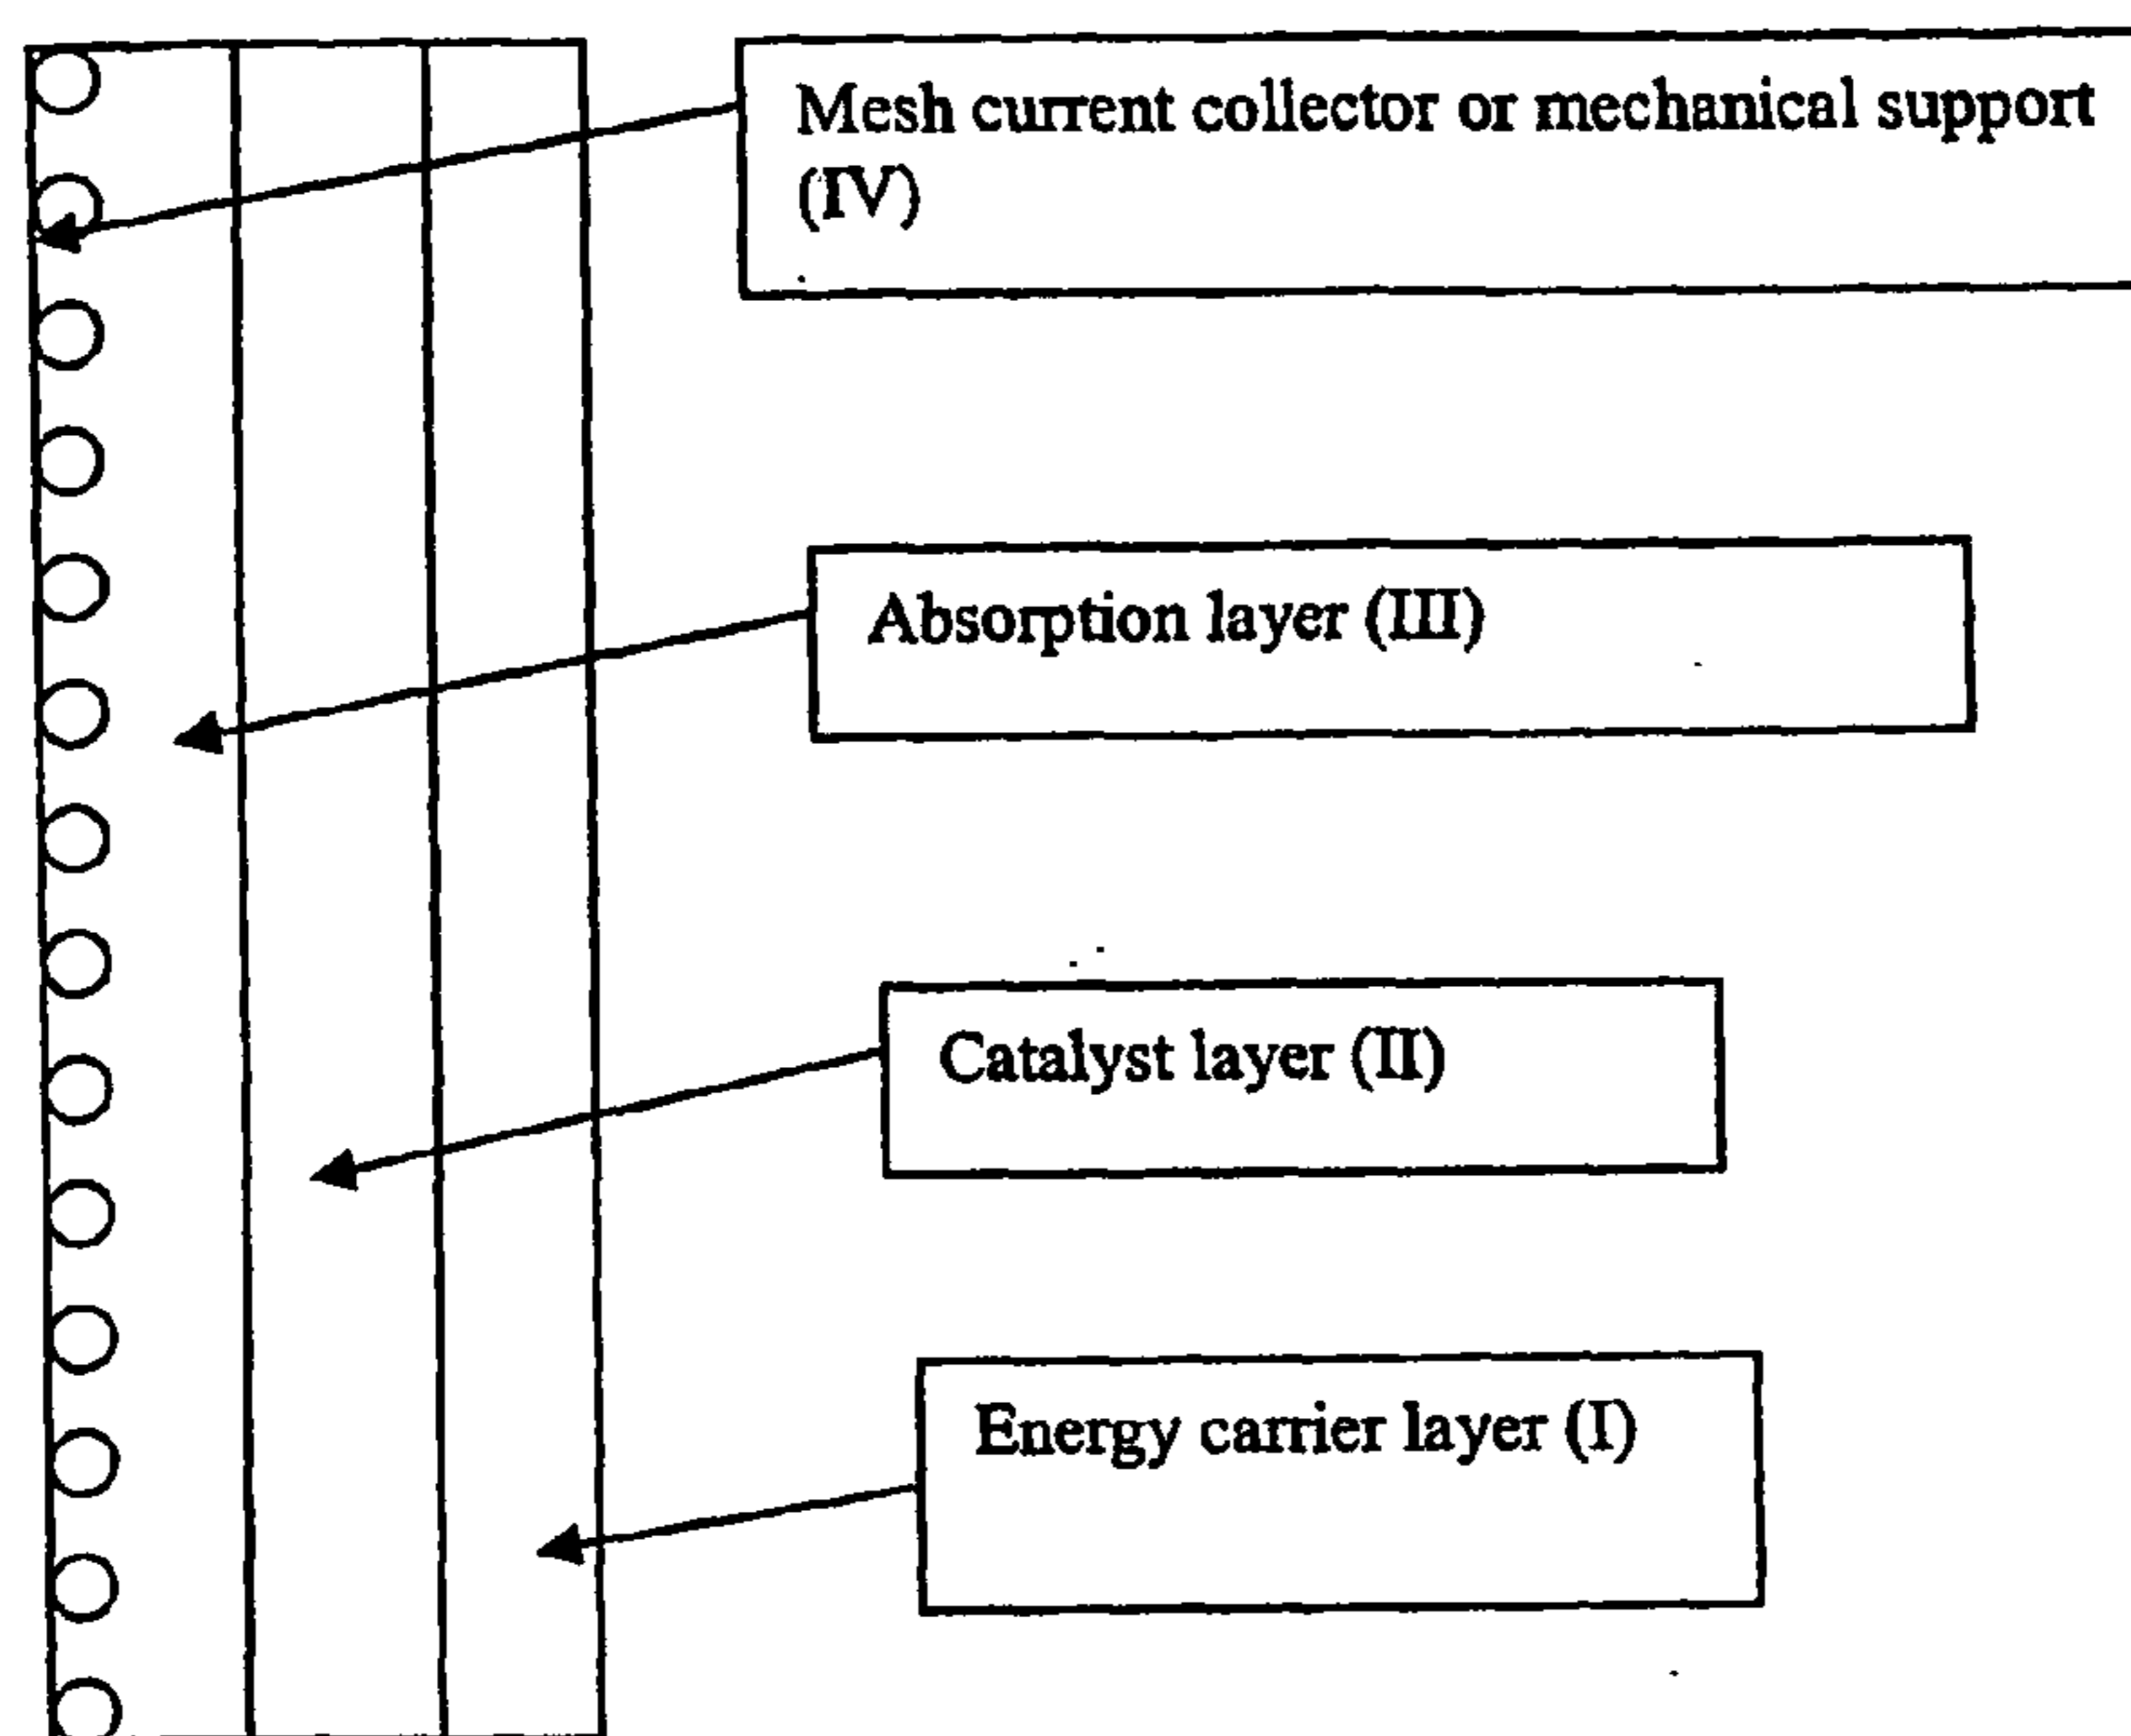 Mesh current collector or mechanical support
(IV)
Absorption layer (III)
Catalyst layer (II)
Energy carrier layer (I)